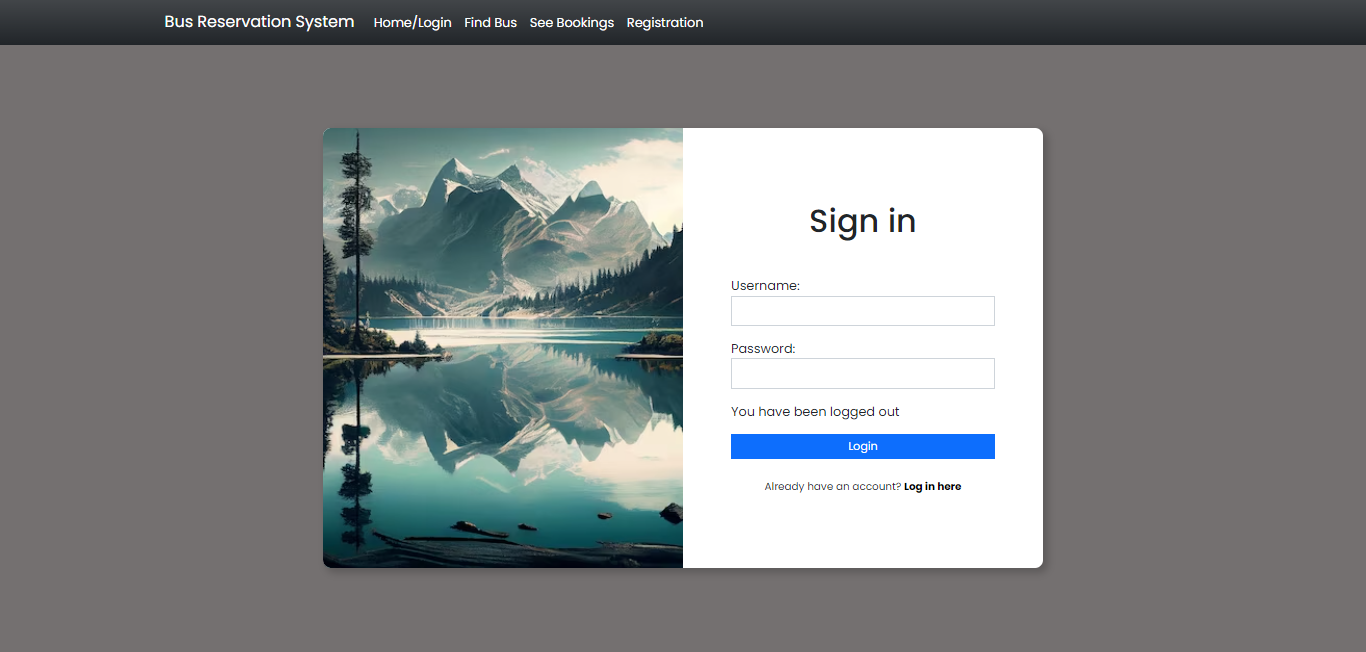 Bus Reservation System Home/Login Find Bus See Bookings Registration
Sign in
Username:
Password:
You have been logged out
Login
Already have an account? Log in here